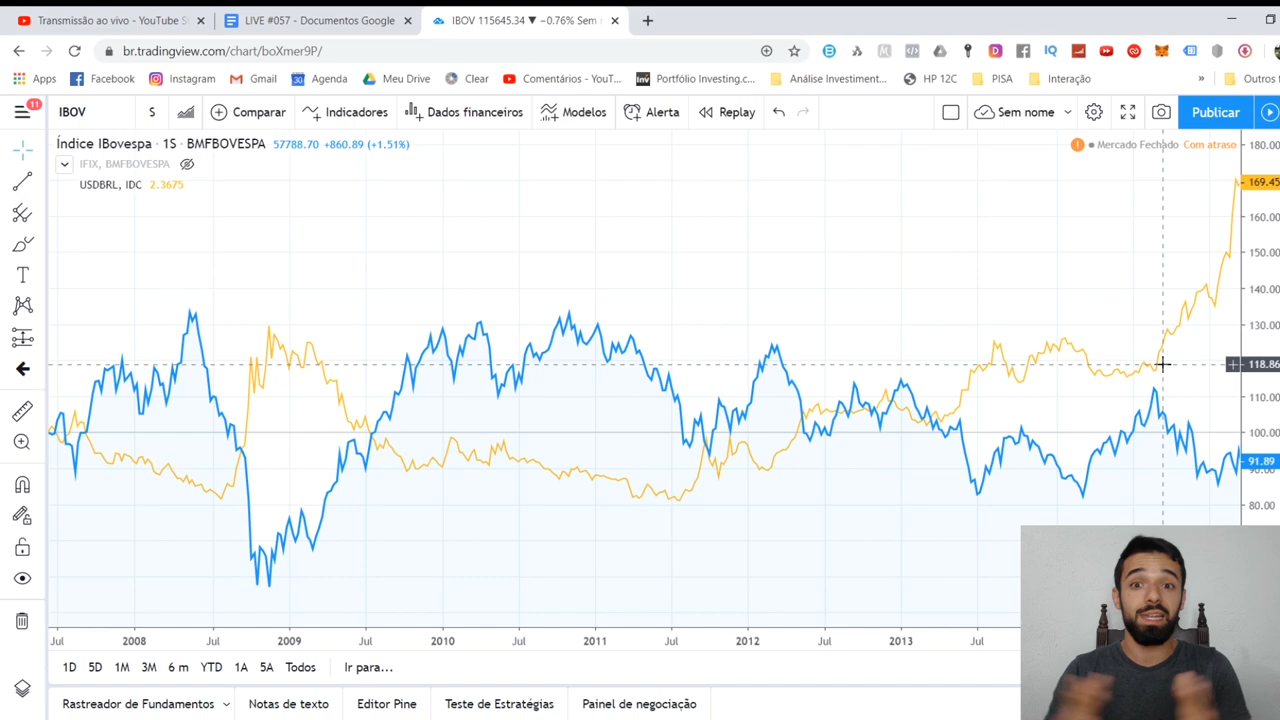 Transmissão ao vivo - YouTube S
LIVE #057 - Documentos Google
IBOV 115645.34 ▼ −0.76% Sem
br.tradingview.com/chart/boXmer9P/
Apps
Facebook
Instagram
Gmail
Agenda
Meu Drive
Clear
Comentários - YouT...
Portfólio Investing.c...
Análise Investiment...
HP 12C
PISA
Interação
»
Outros f
11
IBOV
S
Comparar
Indicadores
Dados financeiros
Modelos
Alerta
Replay
Sem nome
Publicar
Índice IBovespa · 1S · BMFBOVESPA 57788.70 +860.89 (+1.51%)
Mercado Fechado Com atraso
IFIX, BMFBOVESPA
USDBRL, IDC 2.3675
180.00
169.45
160.00
150.00
140.00
130.00
118.86
110.00
100.00
91.89
90.00
80.00
Jul
2008
Jul
2009
Jul
2010
Jul
2011
Jul
2012
Jul
2013
Jul
1D 5D 1M 3M 6 m YTD 1A 5A Todos Ir para...
Rastreador de Fundamentos
Notas de texto
Editor Pine
Teste de Estratégias
Painel de negociação